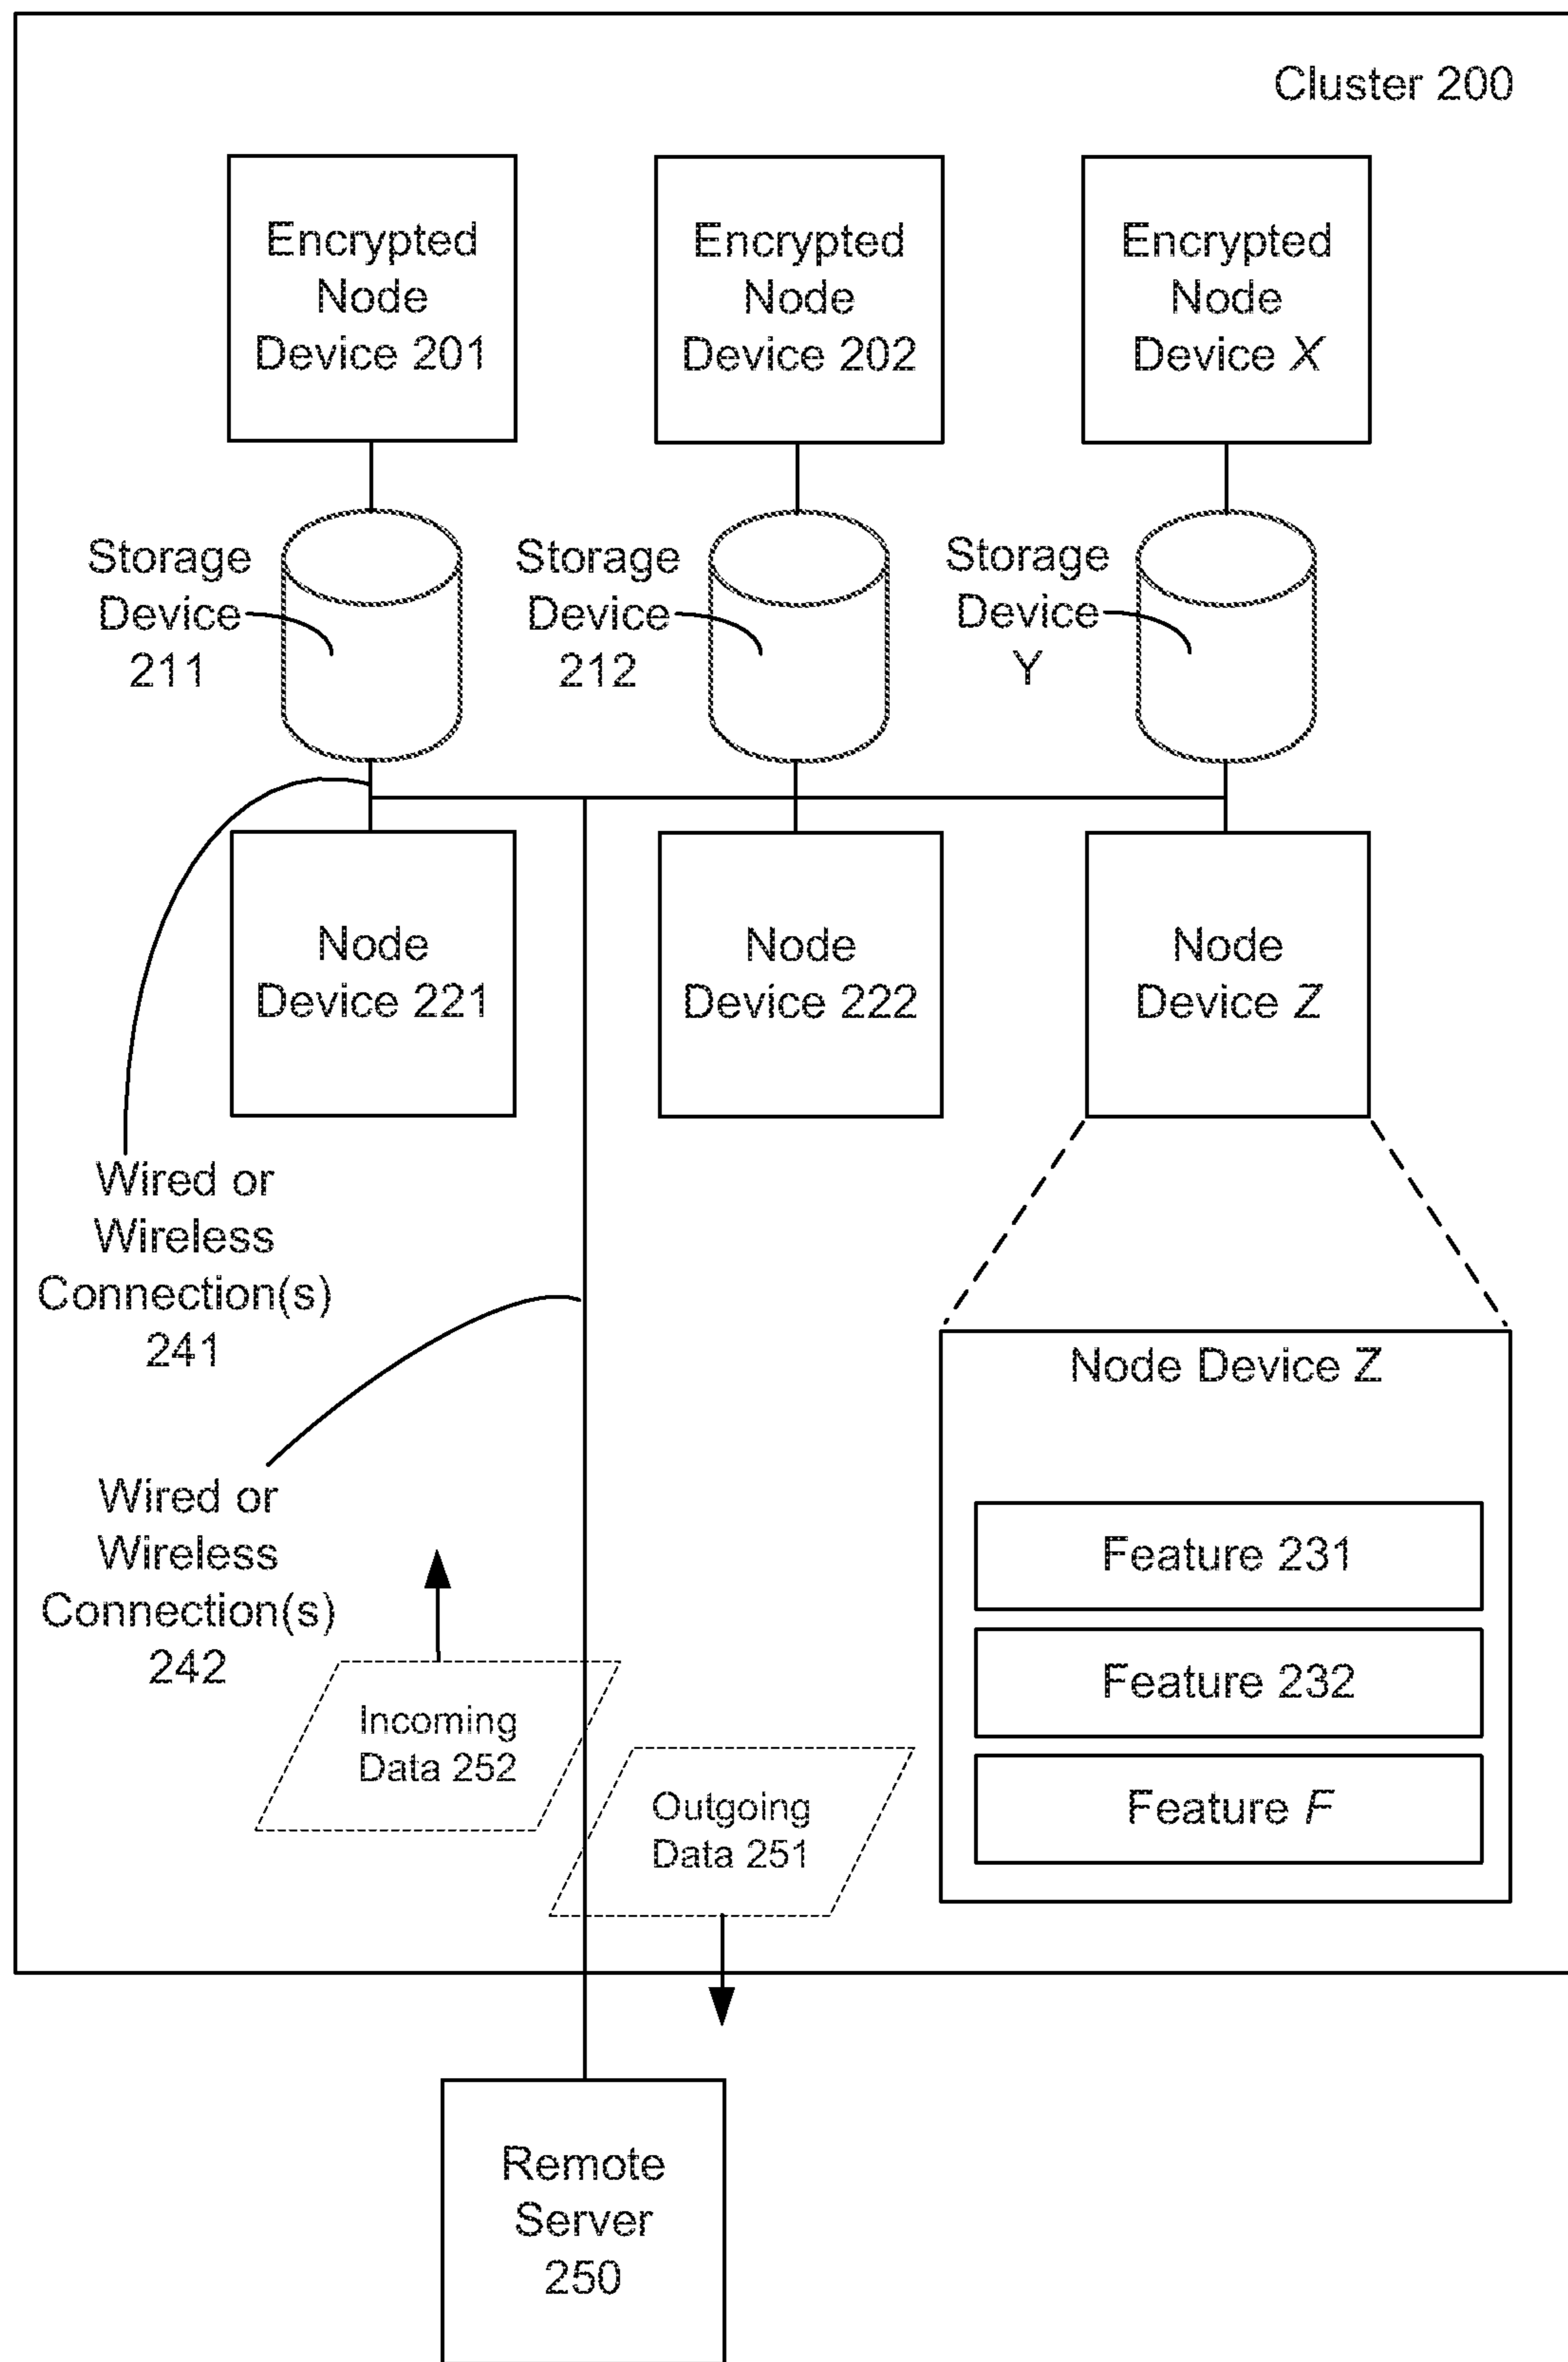 Cluster 200
Encrypted
Node
Device 201
Encrypted
Node
Device 202
Encrypted
Node
Device X
Storage
Device
211
Storage
Device
212
Storage
Device
Y
Node
Device 221
Node
Device 222
Node
Device Z
Wired or
Wireless
Connection(s)
241
Node Device Z
Wired or
Wireless
Connection(s)
242
Feature 231
Feature 232
Feature F
Incoming
Data 252
Outgoing
Data 251
Remote
Server
250